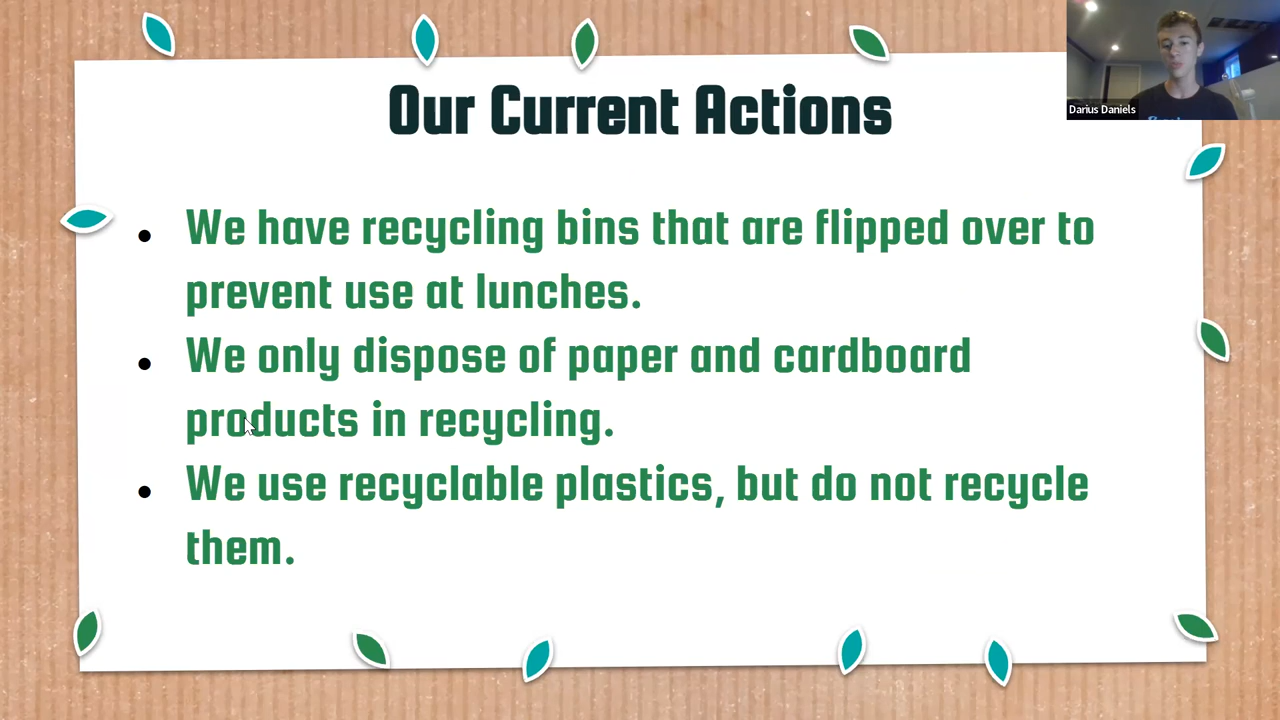 Our Current Actions
Darius Daniels
• We have recycling bins that are flipped over to
prevent use at lunches.
• We only dispose of paper and cardboard
products in recycling.
• We use recyclable plastics, but do not recycle
them.